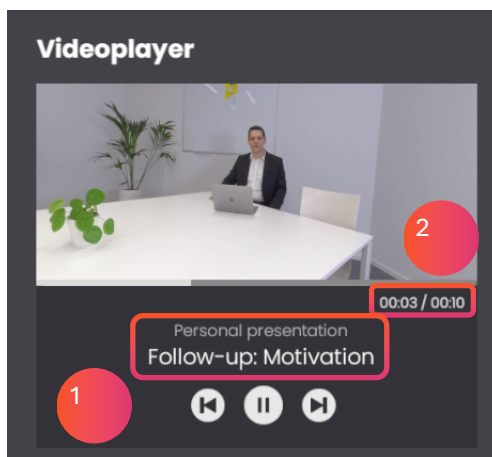 Videoplayer
2
00:03 / 00:10
Personal presentation
Follow-up: Motivation
1